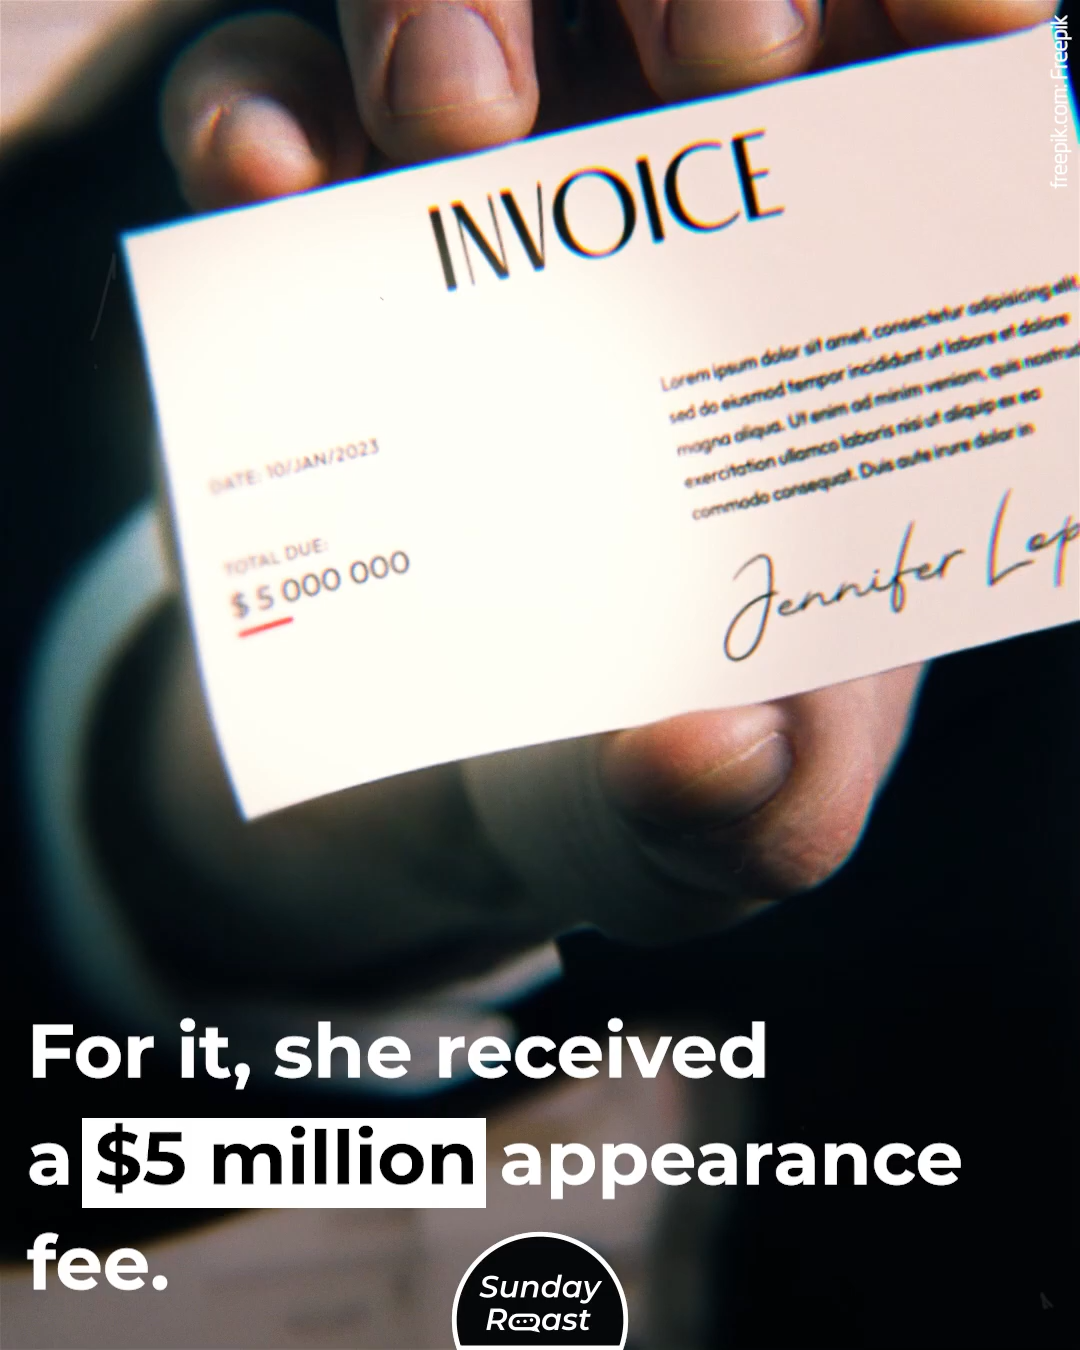 freepik.com: Freepik
INVOICE
Lorem ipsum dolor sit amet, consectetur adipisicing elit,
sed do eiusmod tempor incididunt ut labore et dolore
magna aliqua. Ut enim ad minim veniam, quis nostrud
exercitation ullamco laboris nisi ut aliquip ex ea
commodo consequat. Duis aute irure dolor in
DATE: 10/JAN/2023
TOTAL DUE:
$ 5 000 000
Jennifer Lop
For it, she received
a $5 million appearance
fee.
Sunday
Roast